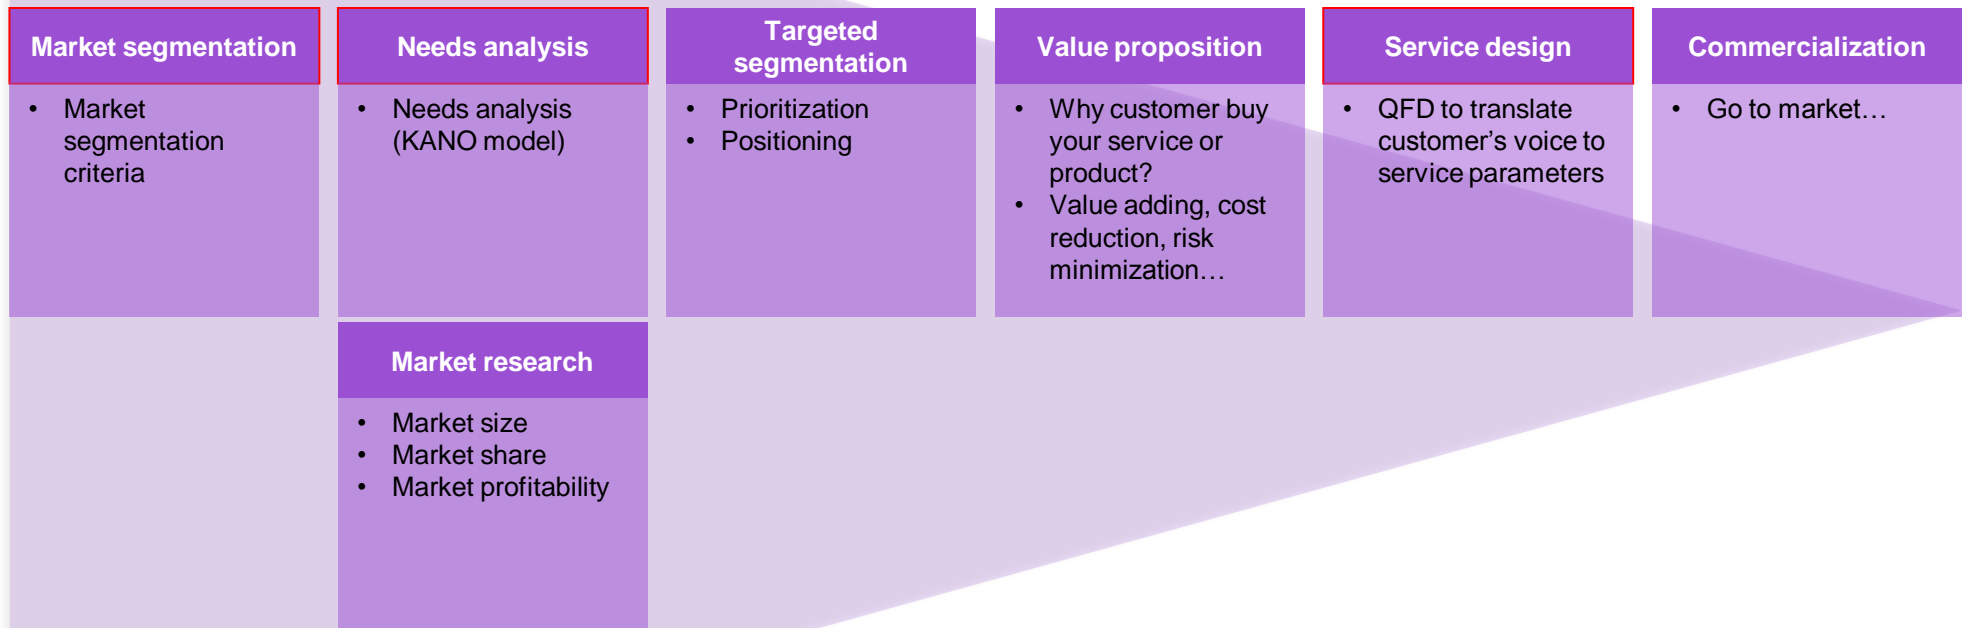 Market segmentation
• Market
segmentation
criteria
Needs analysis
• Needs analysis
(KANO model)
Targeted
segmentation
• Prioritization
• Positioning
Value proposition
• Why customer buy
your service or
product?
• Value adding, cost
reduction, risk
minimization…
Service design
• QFD to translate
customer’s voice to
service parameters
Commercialization
• Go to market…
Market research
• Market size
• Market share
• Market profitability